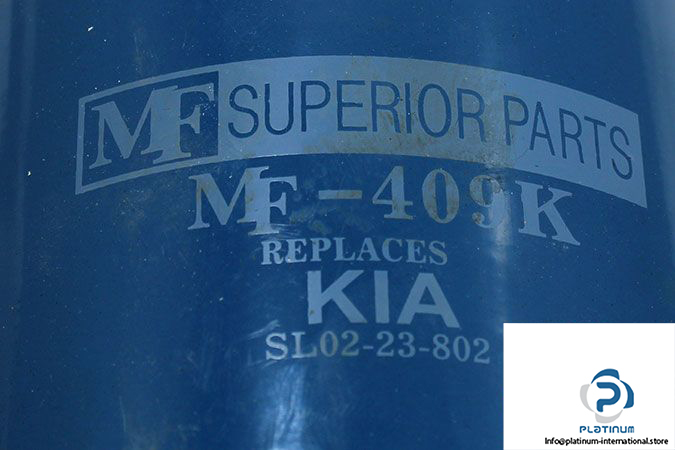 MF SUPERIOR PARTS
MF-409K
REPLACES
KIA
SL02-23-802
PLATINUM
Info@platinum-international.store